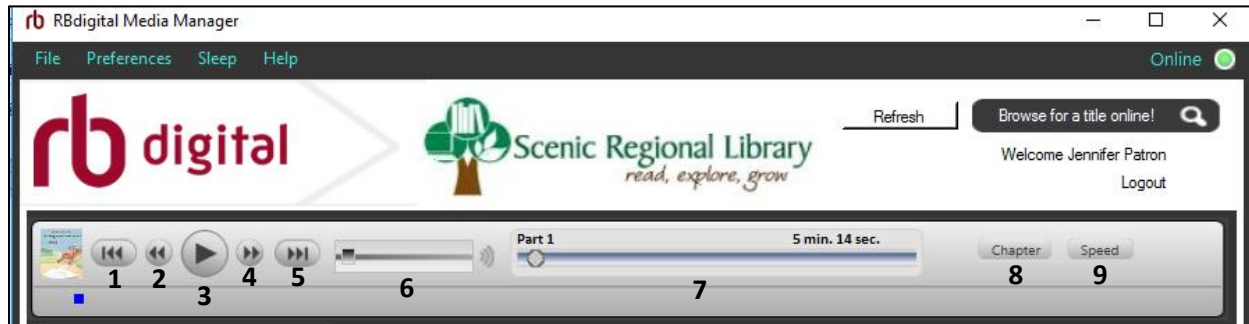 rb RBdigital Media Manager
File Preferences Sleep Help Online
rb digital
Scenic Regional Library
read, explore, grow
Refresh
Browse for a title online!
Welcome Jennifer Patron
Logout
Part 1 5 min. 14 sec.
Chapter Speed
1 2 3 4 5 6 7 8 9